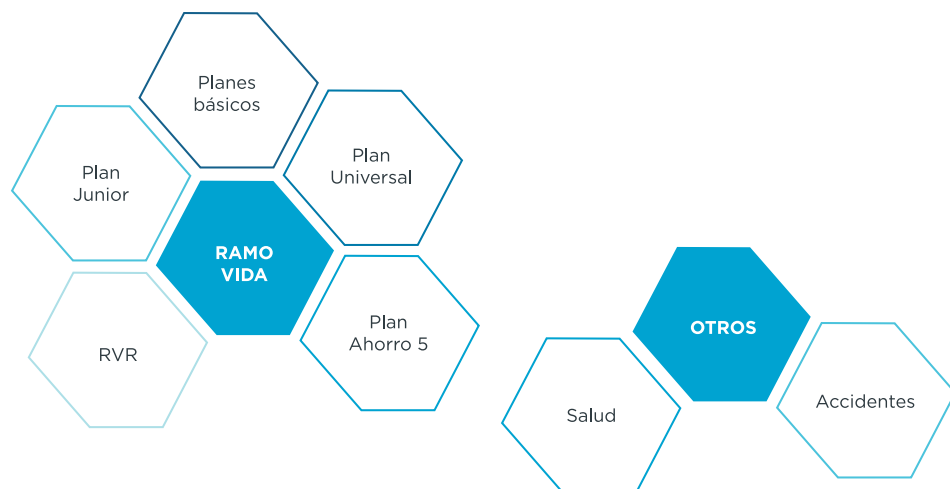 Planes
básicos
Plan
Universal
Plan
Junior
RAMO
VIDA
Plan
Ahorro 5
RVR
OTROS
Salud
Accidentes